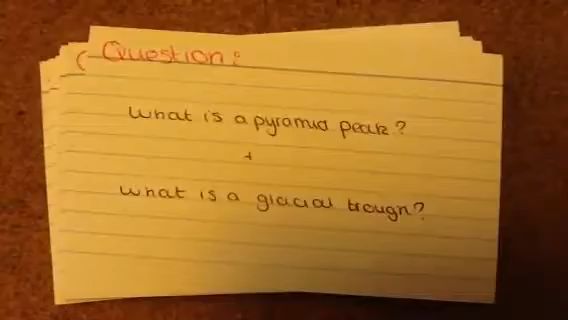 Question:
What is a pyramid peak?
+
What is a glacial trough?